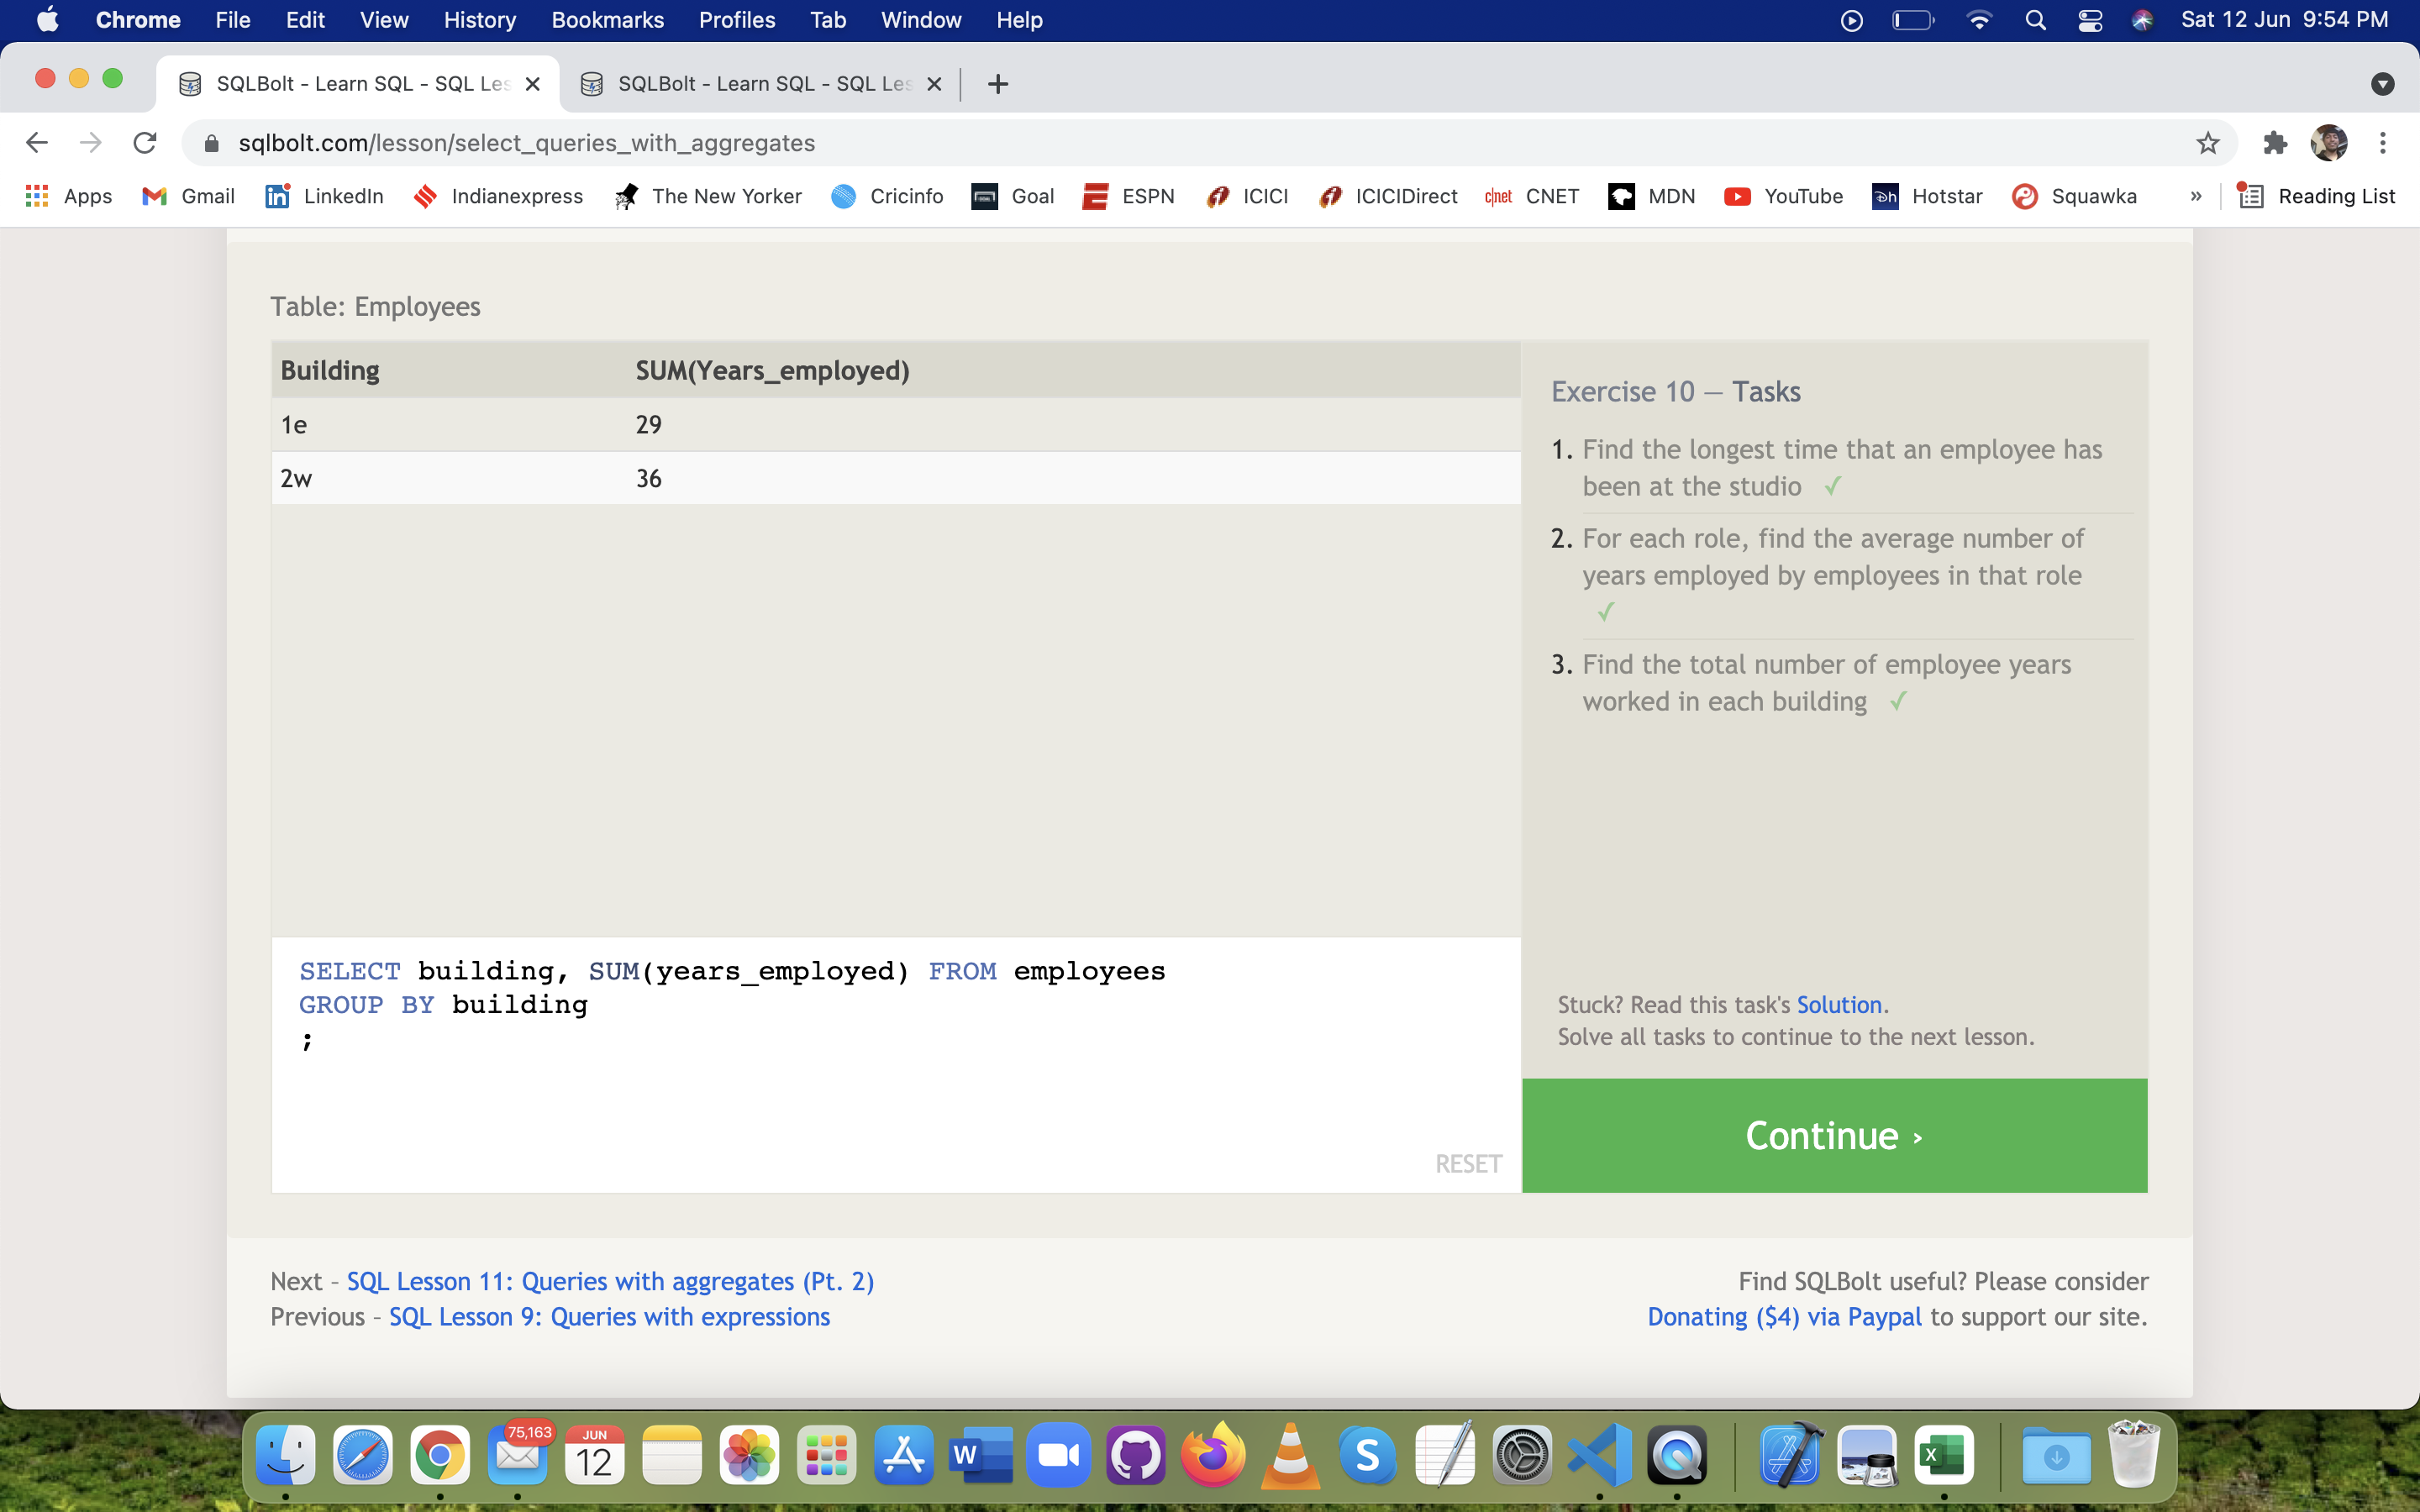 Chrome File Edit View History Bookmarks Profiles Tab Window Help Sat 12 Jun 9:54 PM
SQLBolt - Learn SQL - SQL Les SQLBolt - Learn SQL - SQL Les
sqlbolt.com/lesson/select_queries_with_aggregates
Apps Gmail LinkedIn Indianexpress The New Yorker Cricinfo Goal ESPN ICICI ICICIDirect c|net CNET MDN YouTube Hotstar Squawka » Reading List
Table: Employees
Building SUM(Years_employed)
1e 29
2w 36
Exercise 10 — Tasks
1. Find the longest time that an employee has
been at the studio ✓
2. For each role, find the average number of
years employed by employees in that role
✓
3. Find the total number of employee years
worked in each building ✓
SELECT building, SUM(years_employed) FROM employees
GROUP BY building
;
RESET
Stuck? Read this task's Solution.
Solve all tasks to continue to the next lesson.
Continue ›
Next – SQL Lesson 11: Queries with aggregates (Pt. 2)
Previous – SQL Lesson 9: Queries with expressions
Find SQLBolt useful? Please consider
Donating ($4) via Paypal to support our site.
75,163
JUN
12
W
S
X